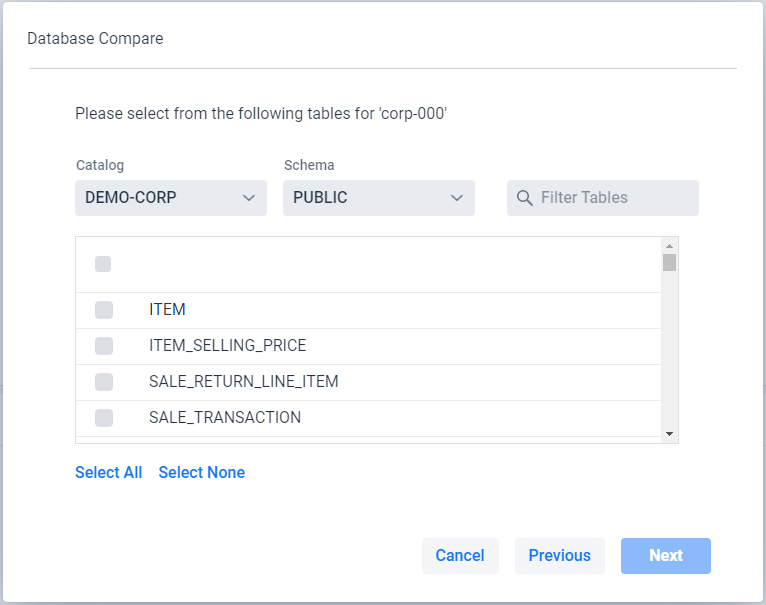 Database Compare
Please select from the following tables for 'corp-000'
Catalog
Schema
DEMO-CORP
PUBLIC
Filter Tables
ITEM
ITEM_SELLING_PRICE
SALE_RETURN_LINE_ITEM
SALE_TRANSACTION
Select All
Select None
Cancel
Previous
Next